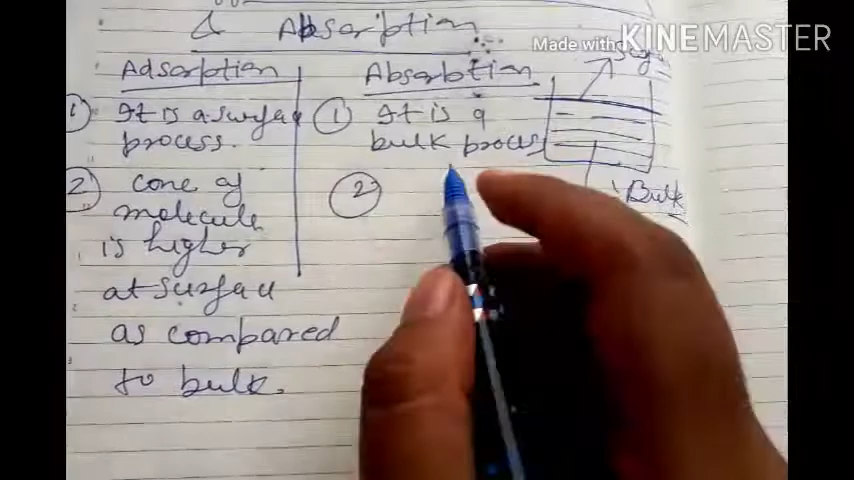 & Absorption
Made with KINEMASTER
Adsorption
Absorbtion
① It is a surface
process.
① It is a
bulk process
② conc of
molecule
is higher
at surface
as compared
to bulk.
②
Bulk